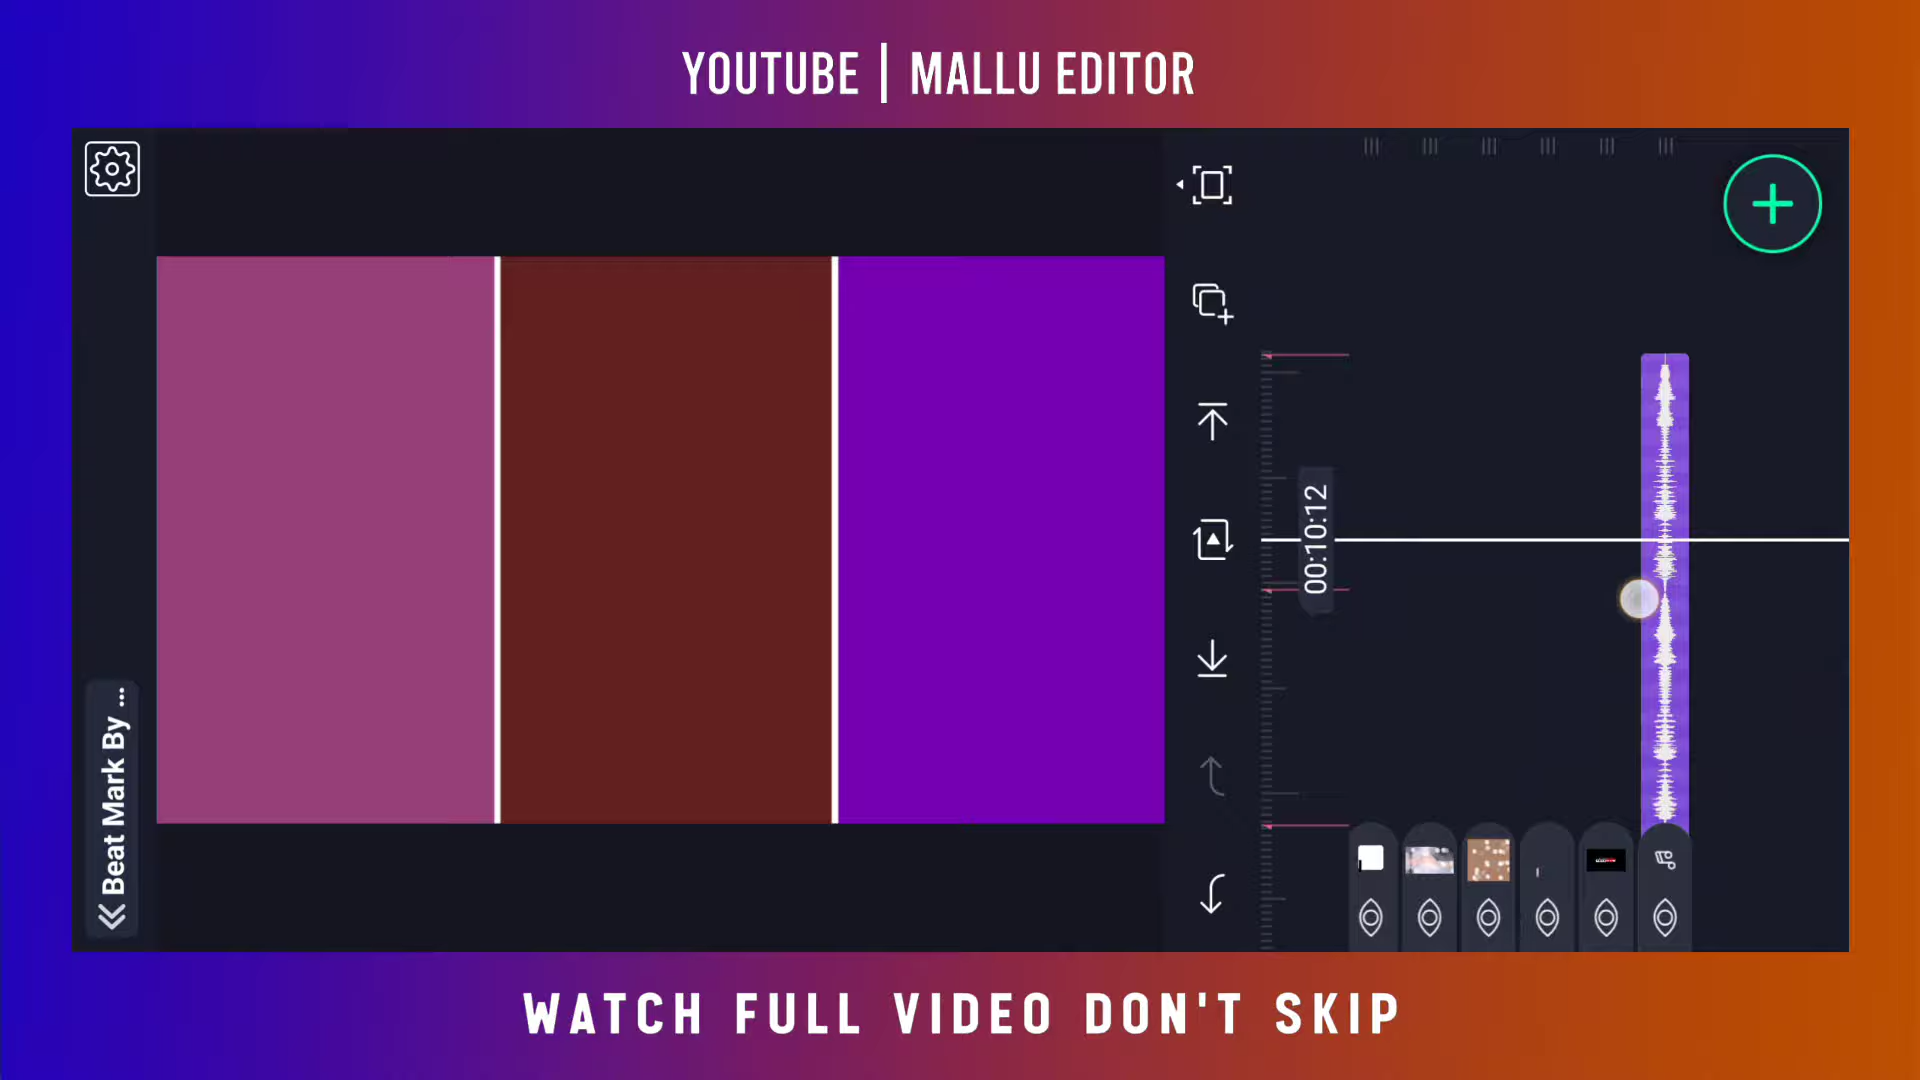 YOUTUBE | MALLU EDITOR
Beat Mark By ...
00:10:12
WATCH FULL VIDEO DON'T SKIP